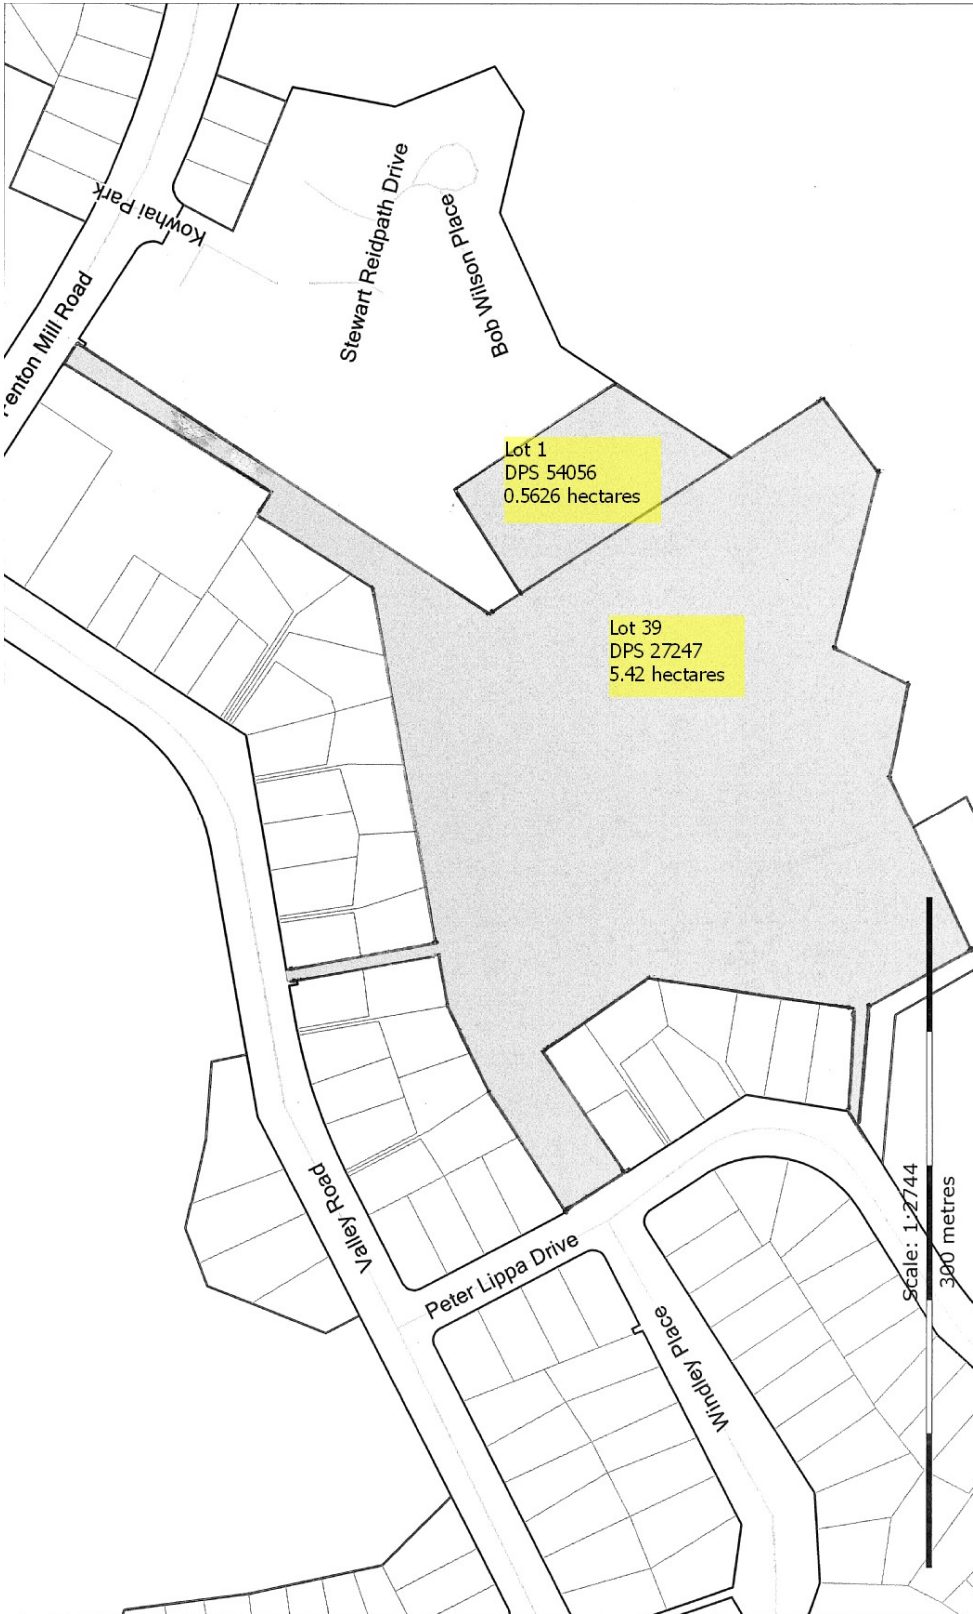 Kowhai Park
Stewart Reidpath Drive
Bob Wilson Place
Mill Road
Lot 1
DPS 54056
0.5626 hectares
Lot 39
DPS 27247
5.42 hectares
Valley Road
Peter Lippa Drive
Windley Place
Scale: 1:2744
300 metres